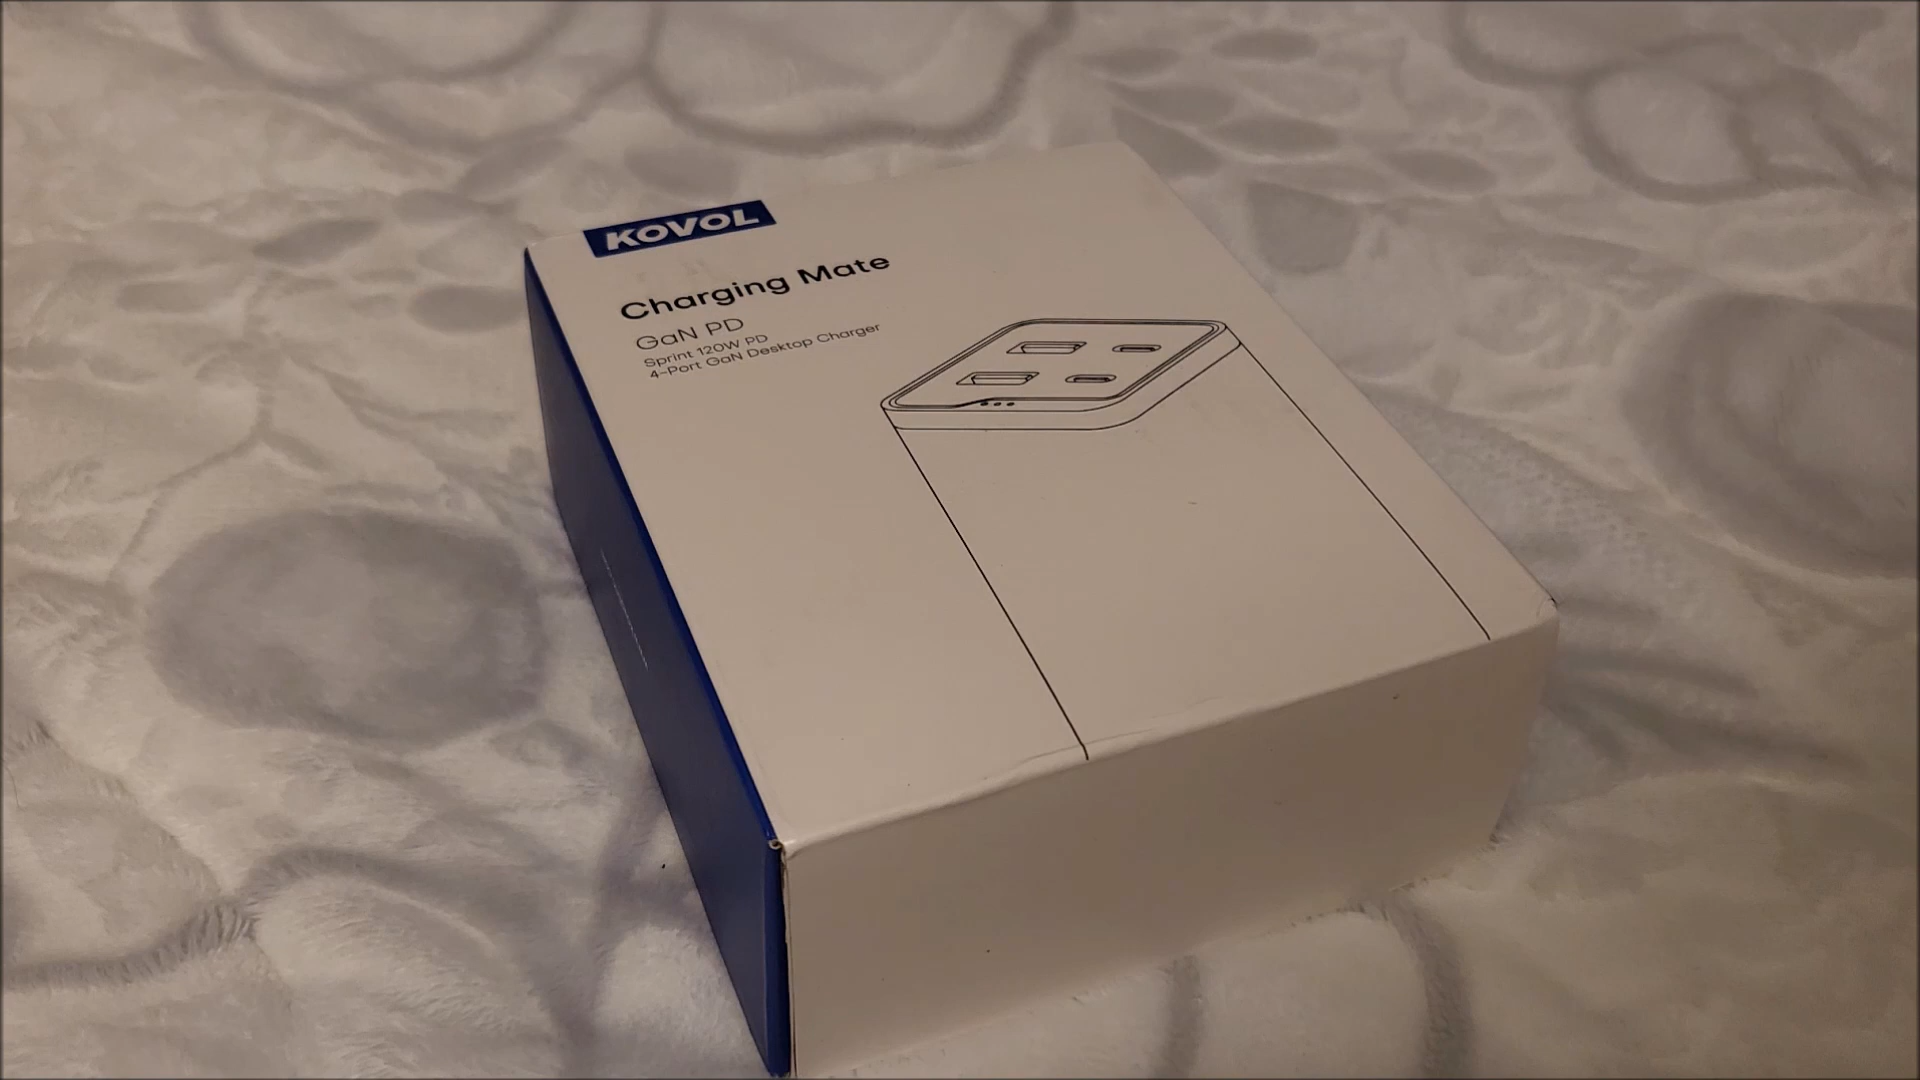 KOVOL
Charging Mate
GaN PD
Sprint 120W PD
4-Port GaN Desktop Charger